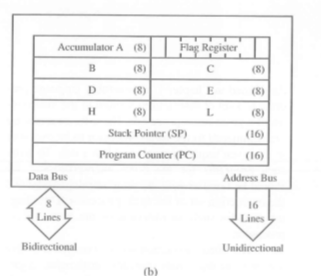 Accumulator A (8) Flag Register
B (8) C (8)
D (8) E (8)
H (8) L (8)
Stack Pointer (SP) (16)
Program Counter (PC) (16)
Data Bus Address Bus
8 16
Lines Lines
Bidirectional Unidirectional
(b)